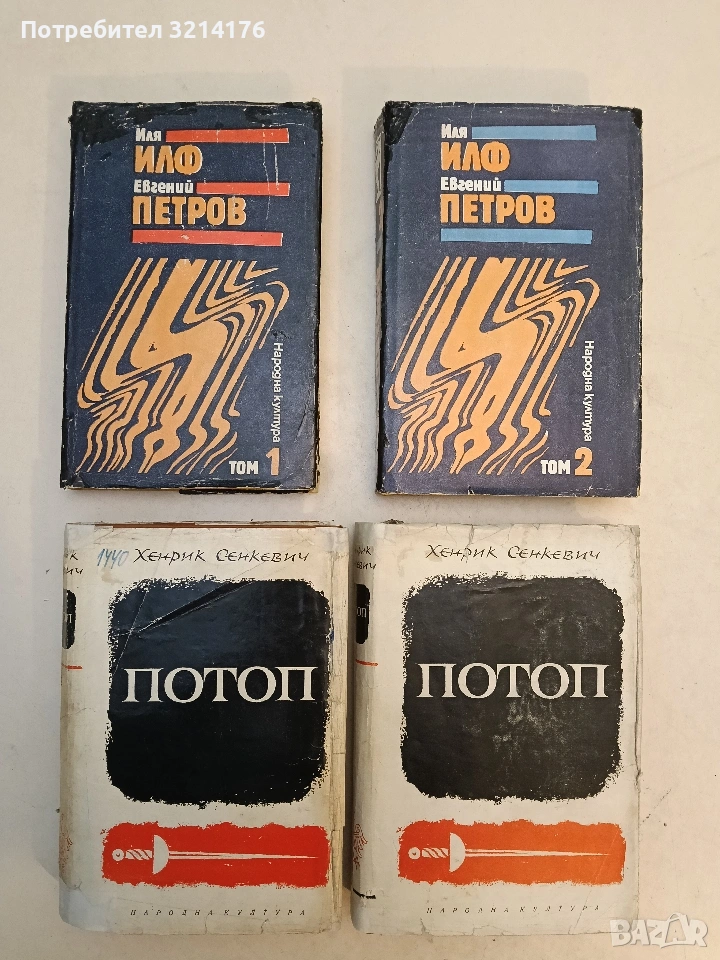 Потребител 3214176
Иля
ИЛФ
Евгений
ПЕТРОВ
Народна култура
ТОМ 1
Иля
ИЛФ
Евгений
ПЕТРОВ
Народна култура
ТОМ 2
1440
ХЕНРИК СЕНКЕВИЧ
ПОТОП
НАРОДНА КУЛТУРА
ХЕНРИК СЕНКЕВИЧ
ПОТОП
НАРОДНА КУЛТУРА
BAZAR